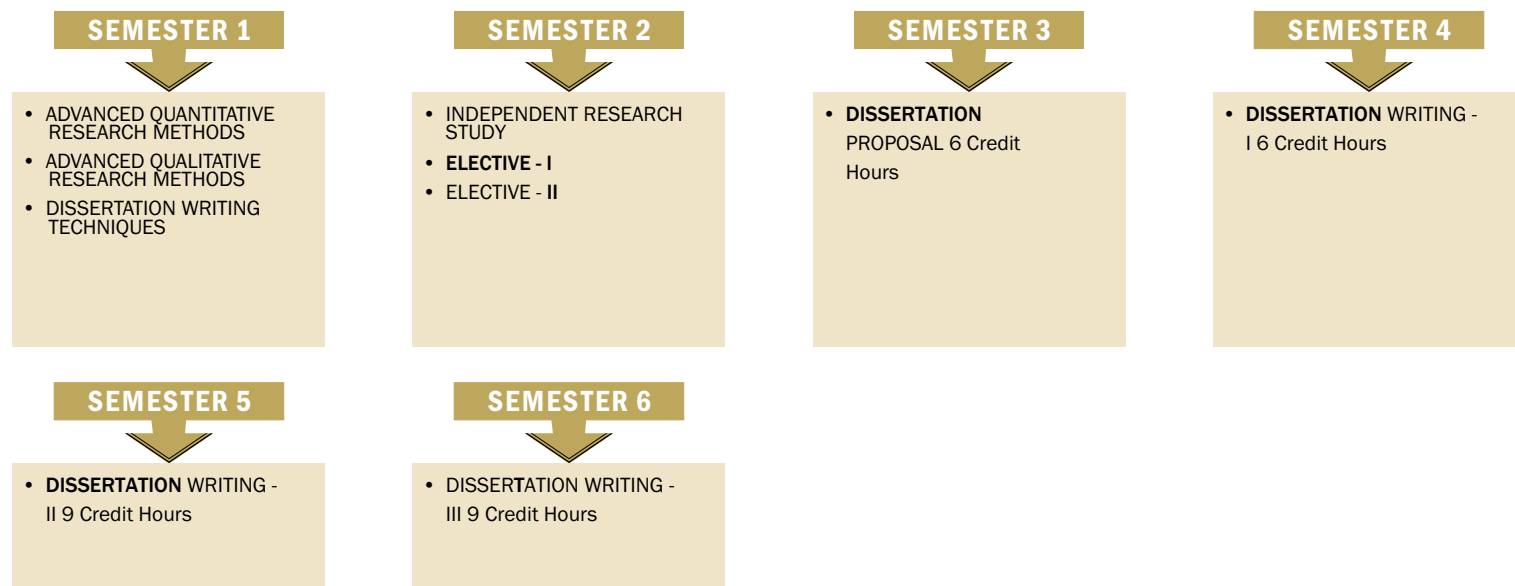 SEMESTER 1
• ADVANCED QUANTITATIVE
RESEARCH METHODS
• ADVANCED QUALITATIVE
RESEARCH METHODS
• DISSERTATION WRITING
TECHNIQUES
SEMESTER 2
• INDEPENDENT RESEARCH
STUDY
• ELECTIVE - I
• ELECTIVE - II
SEMESTER 3
• DISSERTATION
PROPOSAL 6 Credit
Hours
SEMESTER 4
• DISSERTATION WRITING -
I 6 Credit Hours
SEMESTER 5
• DISSERTATION WRITING -
II 9 Credit Hours
SEMESTER 6
• DISSERTATION WRITING -
III 9 Credit Hours